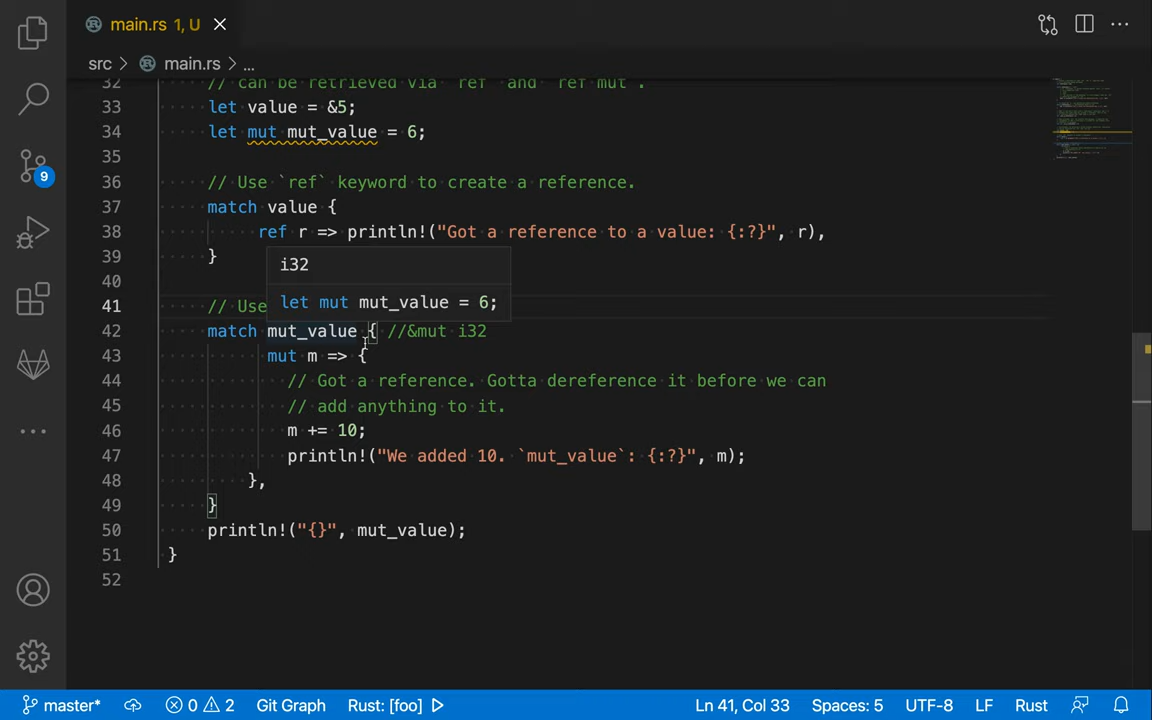 main.rs 1, U
src > main.rs > ...
32 // can be retrieved via `ref` and `ref mut`.
33 let value = &5;
34 let mut mut_value = 6;
35
36 // Use `ref` keyword to create a reference.
37 match value {
38 ref r => println!("Got a reference to a value: {:?}", r),
39 }
i32
40
let mut mut_value = 6;
41 // Use
42 match mut_value { //&mut i32
43 mut m => {
44 // Got a reference. Gotta dereference it before we can
45 // add anything to it.
46 m += 10;
47 println!("We added 10. `mut_value`: {:?}", m);
48 },
49 }
50 println!("{}", mut_value);
51 }
52
9
master* 0 2 Git Graph Rust: [foo] Ln 41, Col 33 Spaces: 5 UTF-8 LF Rust